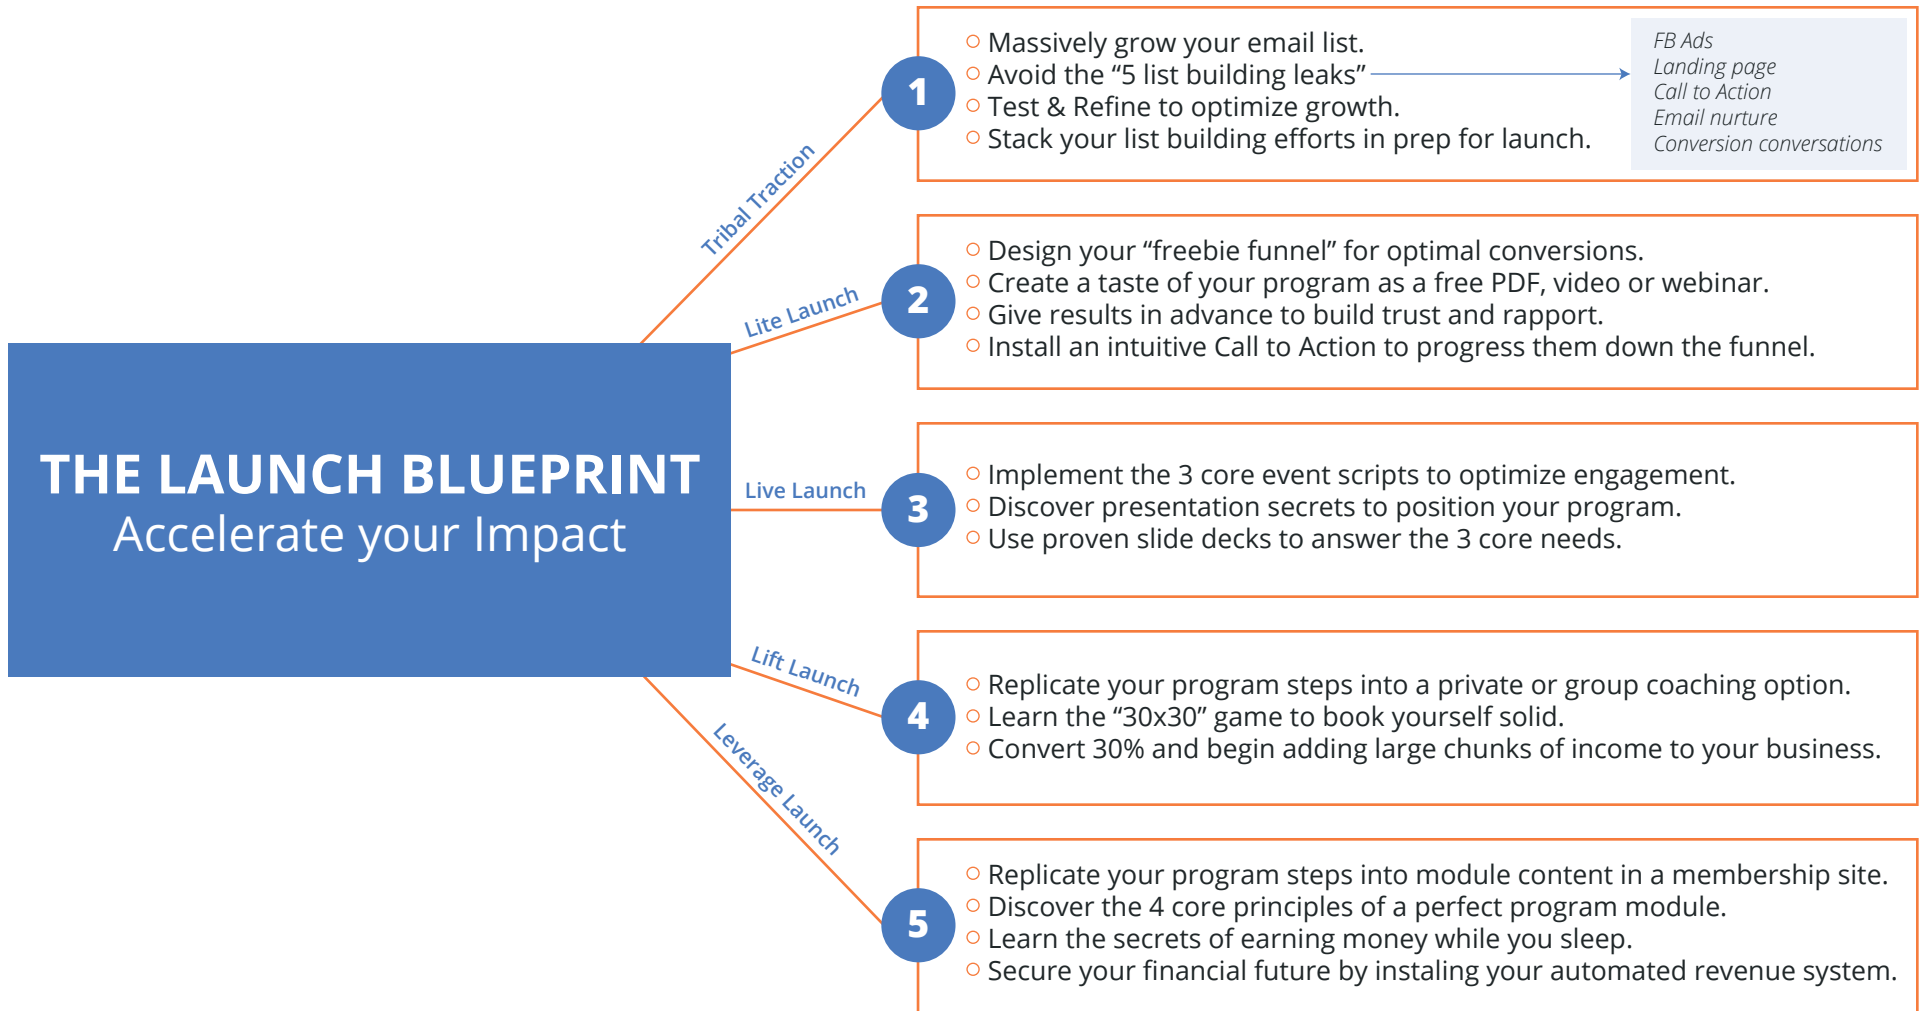 THE LAUNCH BLUEPRINT
Accelerate your Impact
Tribal Traction
1
Massively grow your email list.
Avoid the “5 list building leaks”
Test & Refine to optimize growth.
Stack your list building efforts in prep for launch.
FB Ads
Landing page
Call to Action
Email nurture
Conversion conversations
Lite Launch
2
Design your “freebie funnel” for optimal conversions.
Create a taste of your program as a free PDF, video or webinar.
Give results in advance to build trust and rapport.
Install an intuitive Call to Action to progress them down the funnel.
Live Launch
3
Implement the 3 core event scripts to optimize engagement.
Discover presentation secrets to position your program.
Use proven slide decks to answer the 3 core needs.
Lift Launch
4
Replicate your program steps into a private or group coaching option.
Learn the “30x30” game to book yourself solid.
Convert 30% and begin adding large chunks of income to your business.
Leverage Launch
5
Replicate your program steps into module content in a membership site.
Discover the 4 core principles of a perfect program module.
Learn the secrets of earning money while you sleep.
Secure your financial future by instaling your automated revenue system.